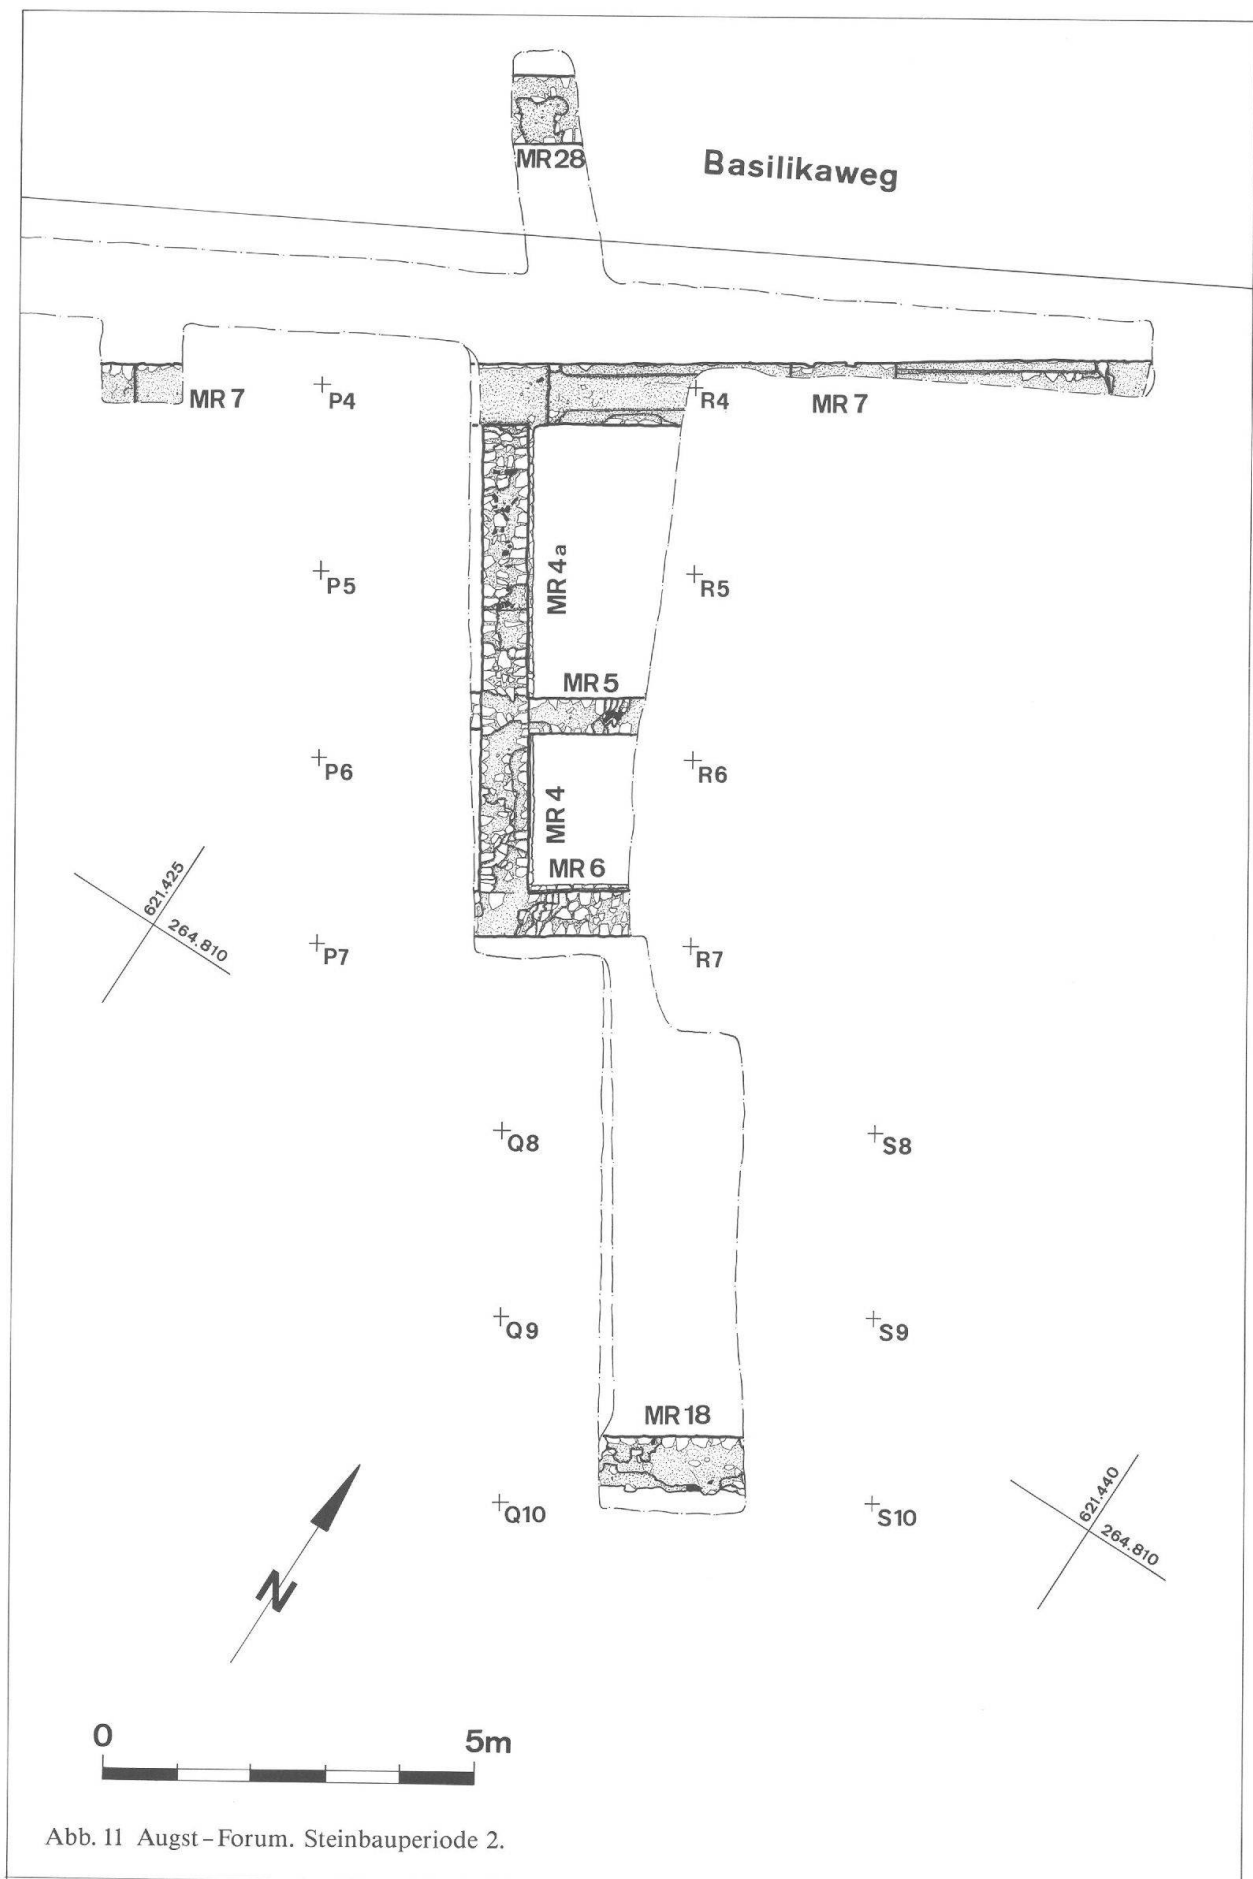 MR 28
Basilikaweg
MR 7
P4
R4
MR 7
P5
MR 4a
R5
MR 5
P6
R6
MR 4
MR 6
621.425
264.810
P7
R7
Q8
S8
Q9
S9
MR 18
Q10
S10
621.440
264.810
N
0 5m
Abb. 11 Augst–Forum. Steinbauperiode 2.